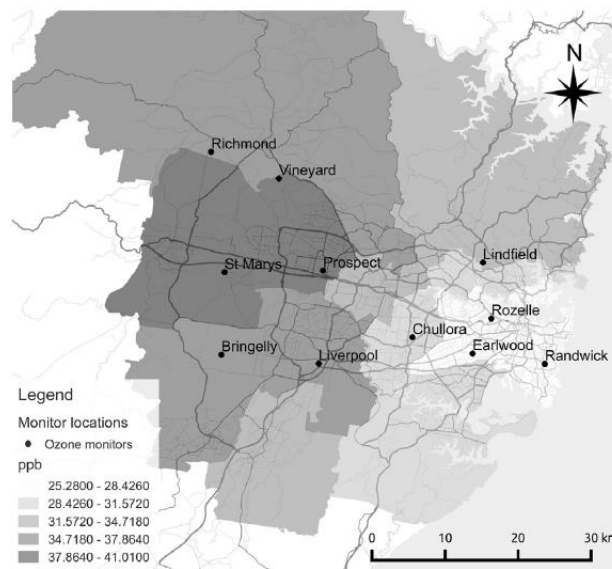 N
Richmond
Vineyard
St Marys
Prospect
Lindfield
Rozelle
Chullora
Earlwood
Bringelly
Liverpool
Randwick
Legend
Monitor locations
Ozone monitors
ppb
25.2800 - 28.4260
28.4260 - 31.5720
31.5720 - 34.7180
34.7180 - 37.8640
37.8640 - 41.0100
0 10 20 30 km